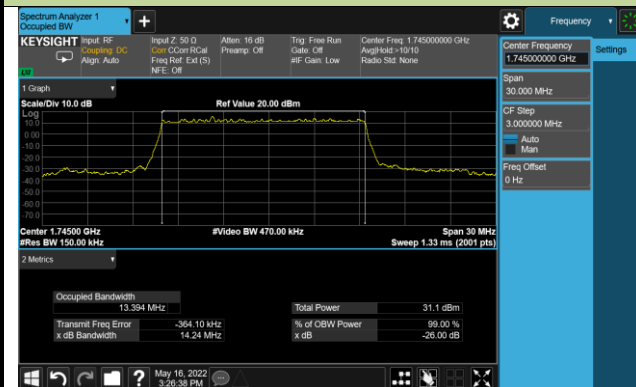 Spectrum Analyzer 1
Occupied BW
Frequency
KEYSIGHT
Input: RF
Coupling: DC
Align: Auto
Input Z: 50 Ω
Corr CCorr RCal
Freq Ref: Ext (S)
NFE: Off
Atten: 16 dB
Preamp: Off
Trig: Free Run
Gate: Off
#IF Gain: Low
Center Freq: 1.745000000 GHz
Avg|Hold:>10/10
Radio Std: None
Center Frequency
1.745000000 GHz
Settings
Span
30.000 MHz
CF Step
3.000000 MHz
Auto
Man
Freq Offset
0 Hz
1 Graph
Scale/Div 10.0 dB
Ref Value 20.00 dBm
Log
10.0
0.00
-10.0
-20.0
-30.0
-40.0
-50.0
-60.0
-70.0
Center 1.74500 GHz
#Video BW 470.00 kHz
Span 30 MHz
#Res BW 150.00 kHz
Sweep 1.33 ms (2001 pts)
2 Metrics
Occupied Bandwidth
13.394 MHz
Total Power
31.1 dBm
Transmit Freq Error
-364.10 kHz
% of OBW Power
99.00 %
x dB Bandwidth
14.24 MHz
x dB
-26.00 dB
May 16, 2022
3:26:38 PM